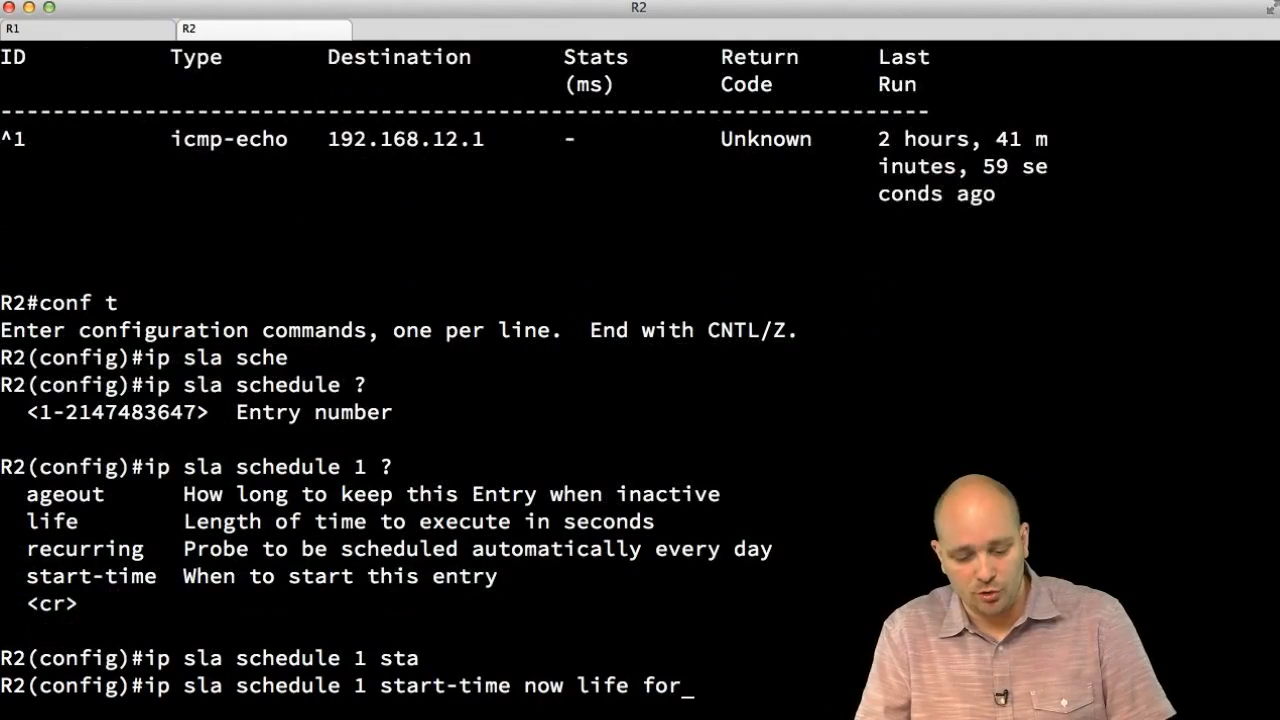 R2
R1 R2
ID Type Destination Stats Return Last
(ms) Code Run
-----------------------------------------------------------------------
^1 icmp-echo 192.168.12.1 - Unknown 2 hours, 41 m
inutes, 59 se
conds ago
R2#conf t
Enter configuration commands, one per line. End with CNTL/Z.
R2(config)#ip sla sche
R2(config)#ip sla schedule ?
<1-2147483647> Entry number
R2(config)#ip sla schedule 1 ?
ageout How long to keep this Entry when inactive
life Length of time to execute in seconds
recurring Probe to be scheduled automatically every day
start-time When to start this entry
<cr>
R2(config)#ip sla schedule 1 sta
R2(config)#ip sla schedule 1 start-time now life for_